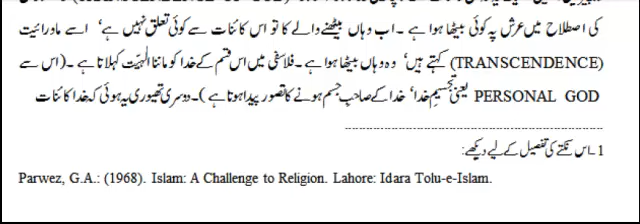 کی اصطلاح میں عرش پہ کوئی بیٹھا ہوا ہے ۔ اب وہاں بیٹھنے والے کا تو اس کائنات سے کوئی تعلق نہیں ہے‘ اسے ماورائیت
(TRANSCENDENCE) کہتے ہیں‘ وہ وہاں بیٹھا ہوا ہے ۔ فلاسفی میں اس قسم کے خدا کو ماننا الٰہیّت کہلاتا ہے ۔ (اس سے
PERSONAL GOD یعنی تجسیمِ خدا‘ خدا کے صاحبِ جسم ہونے کا تصور پیدا ہوتا ہے)۔ دوسری تھیوری یہ ہوئی کہ خدا کائنات
1۔ اس نکتے کی تفصیل کے لیے دیکھے:
Parwez, G.A.: (1968). Islam: A Challenge to Religion. Lahore: Idara Tolu-e-Islam.